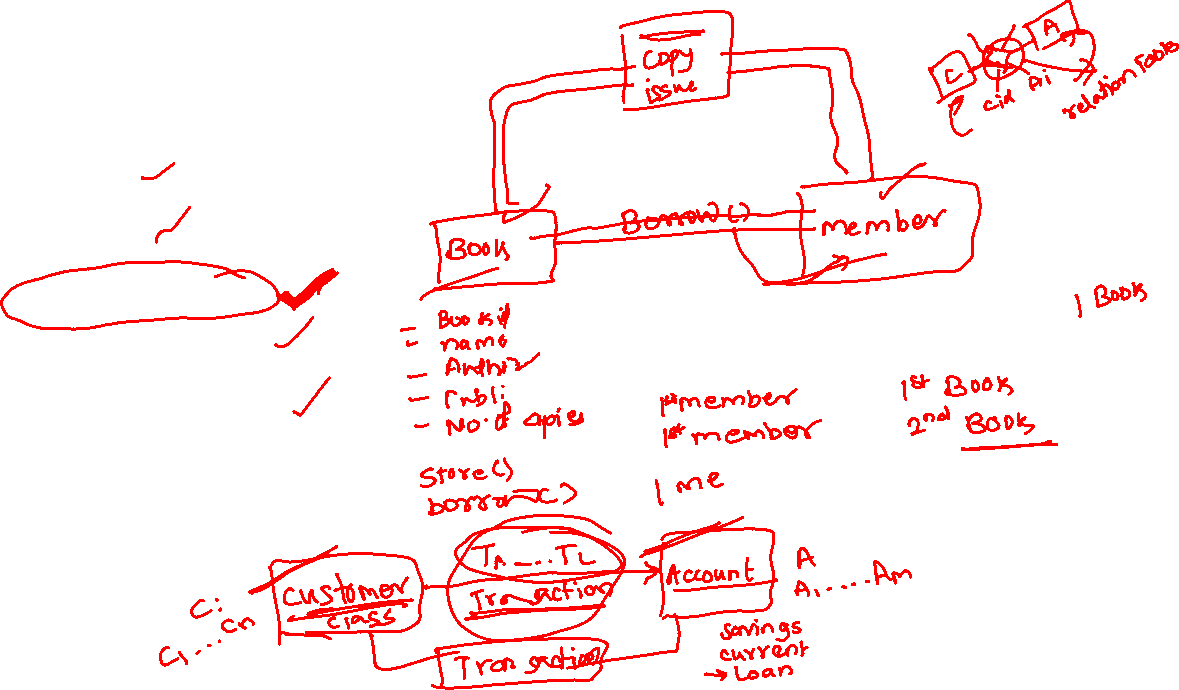 copy
issue
C
A
relation Table
Book
Borrow()
member
1 Book
- Book id
- name
- Author
- Publi
- No. of copies
1st member
1st member
1st Book
2nd Book
Store()
borrow()
1 me
T1 ... TL
Customer
class
Transaction
Account
A
A1 ..... Am
Ci
C1 ... Cn
Transaction
savings
current
→ Loan